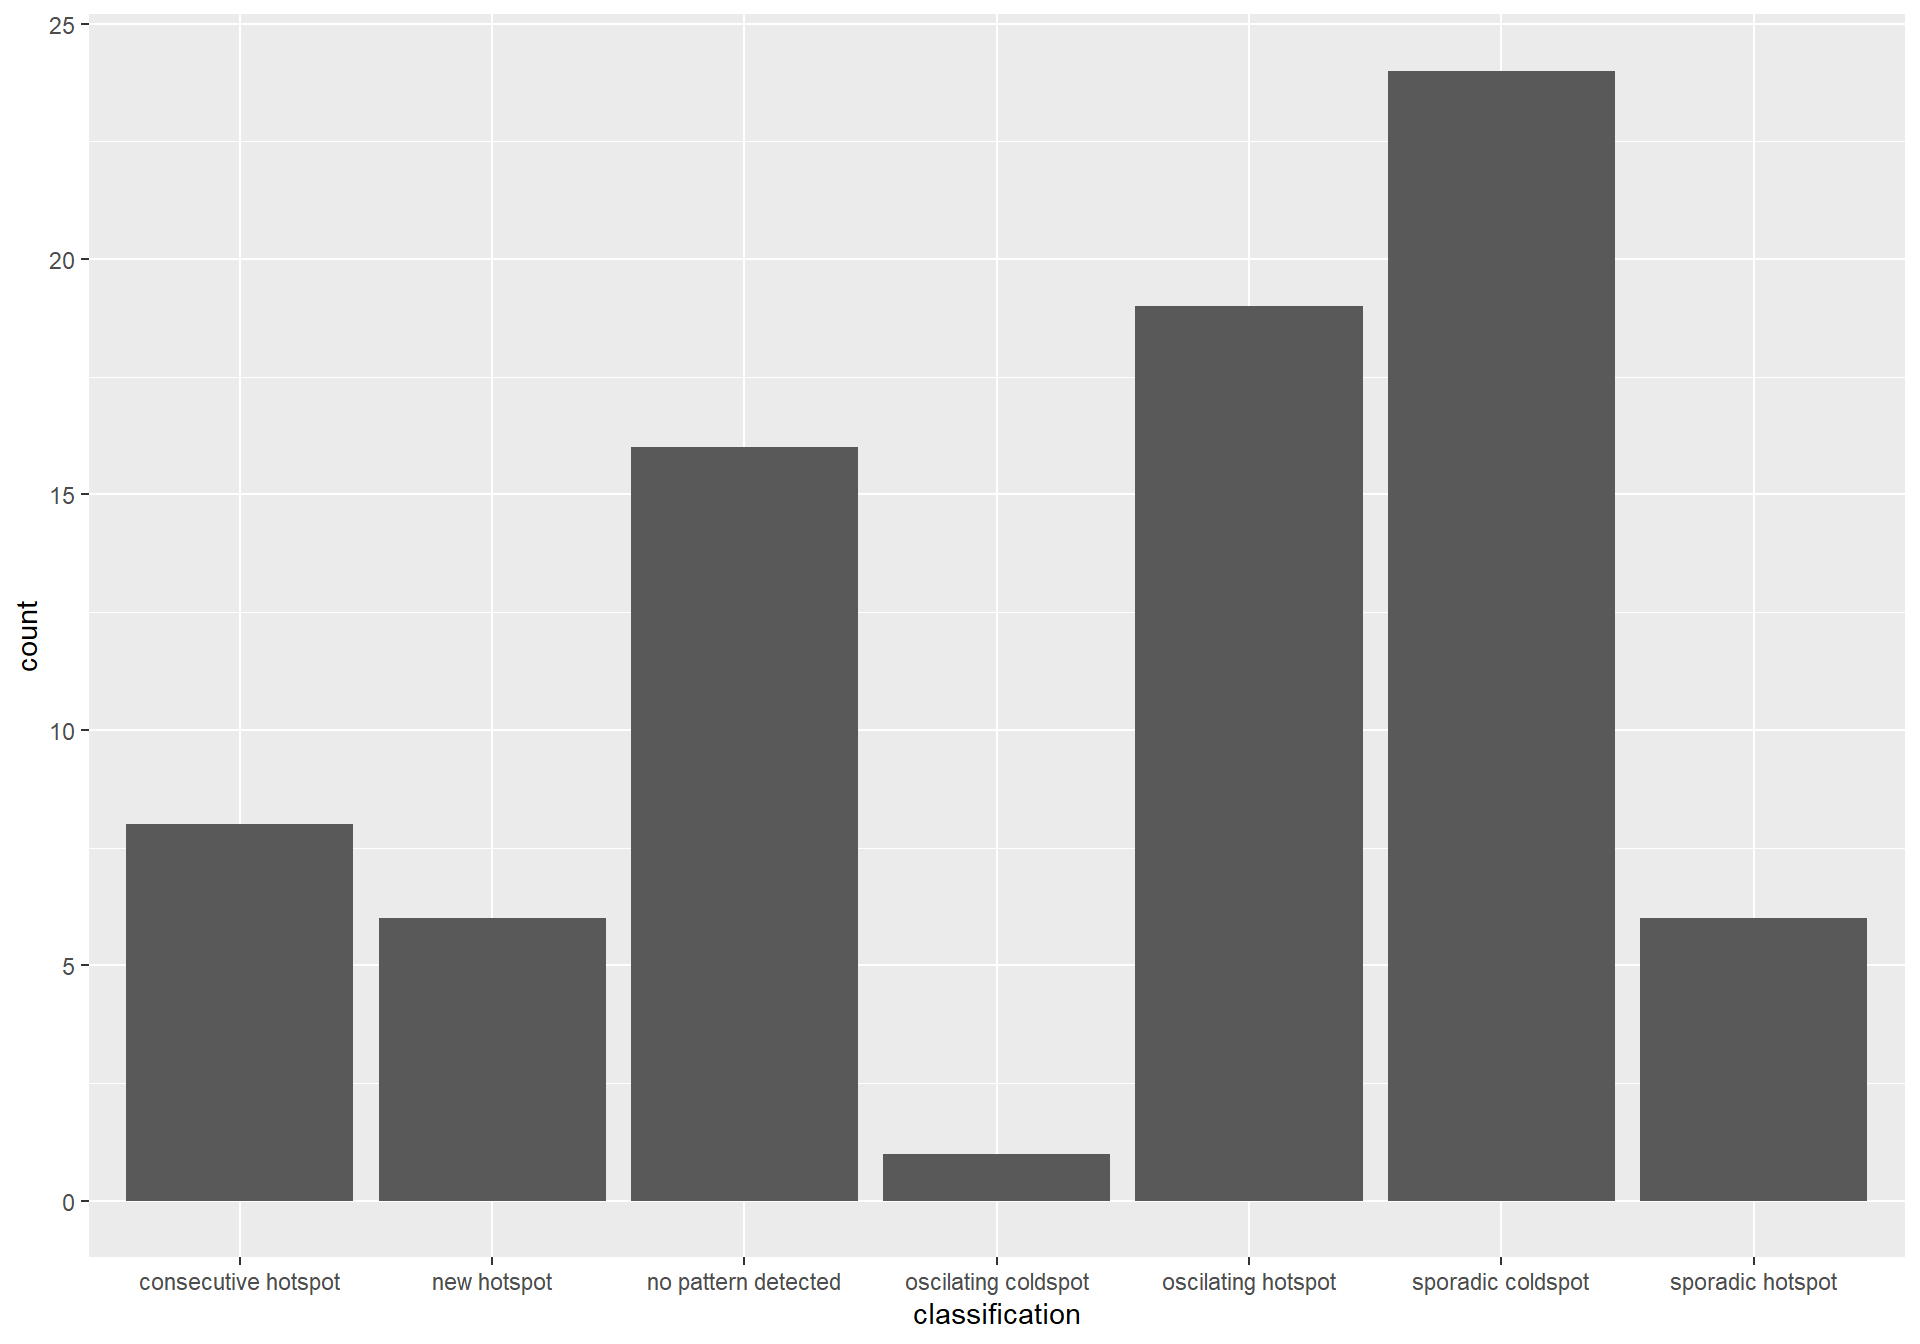 25
20
15
10
5
0
count
consecutive hotspot
new hotspot
no pattern detected
oscilating coldspot
oscilating hotspot
sporadic coldspot
sporadic hotspot
classification